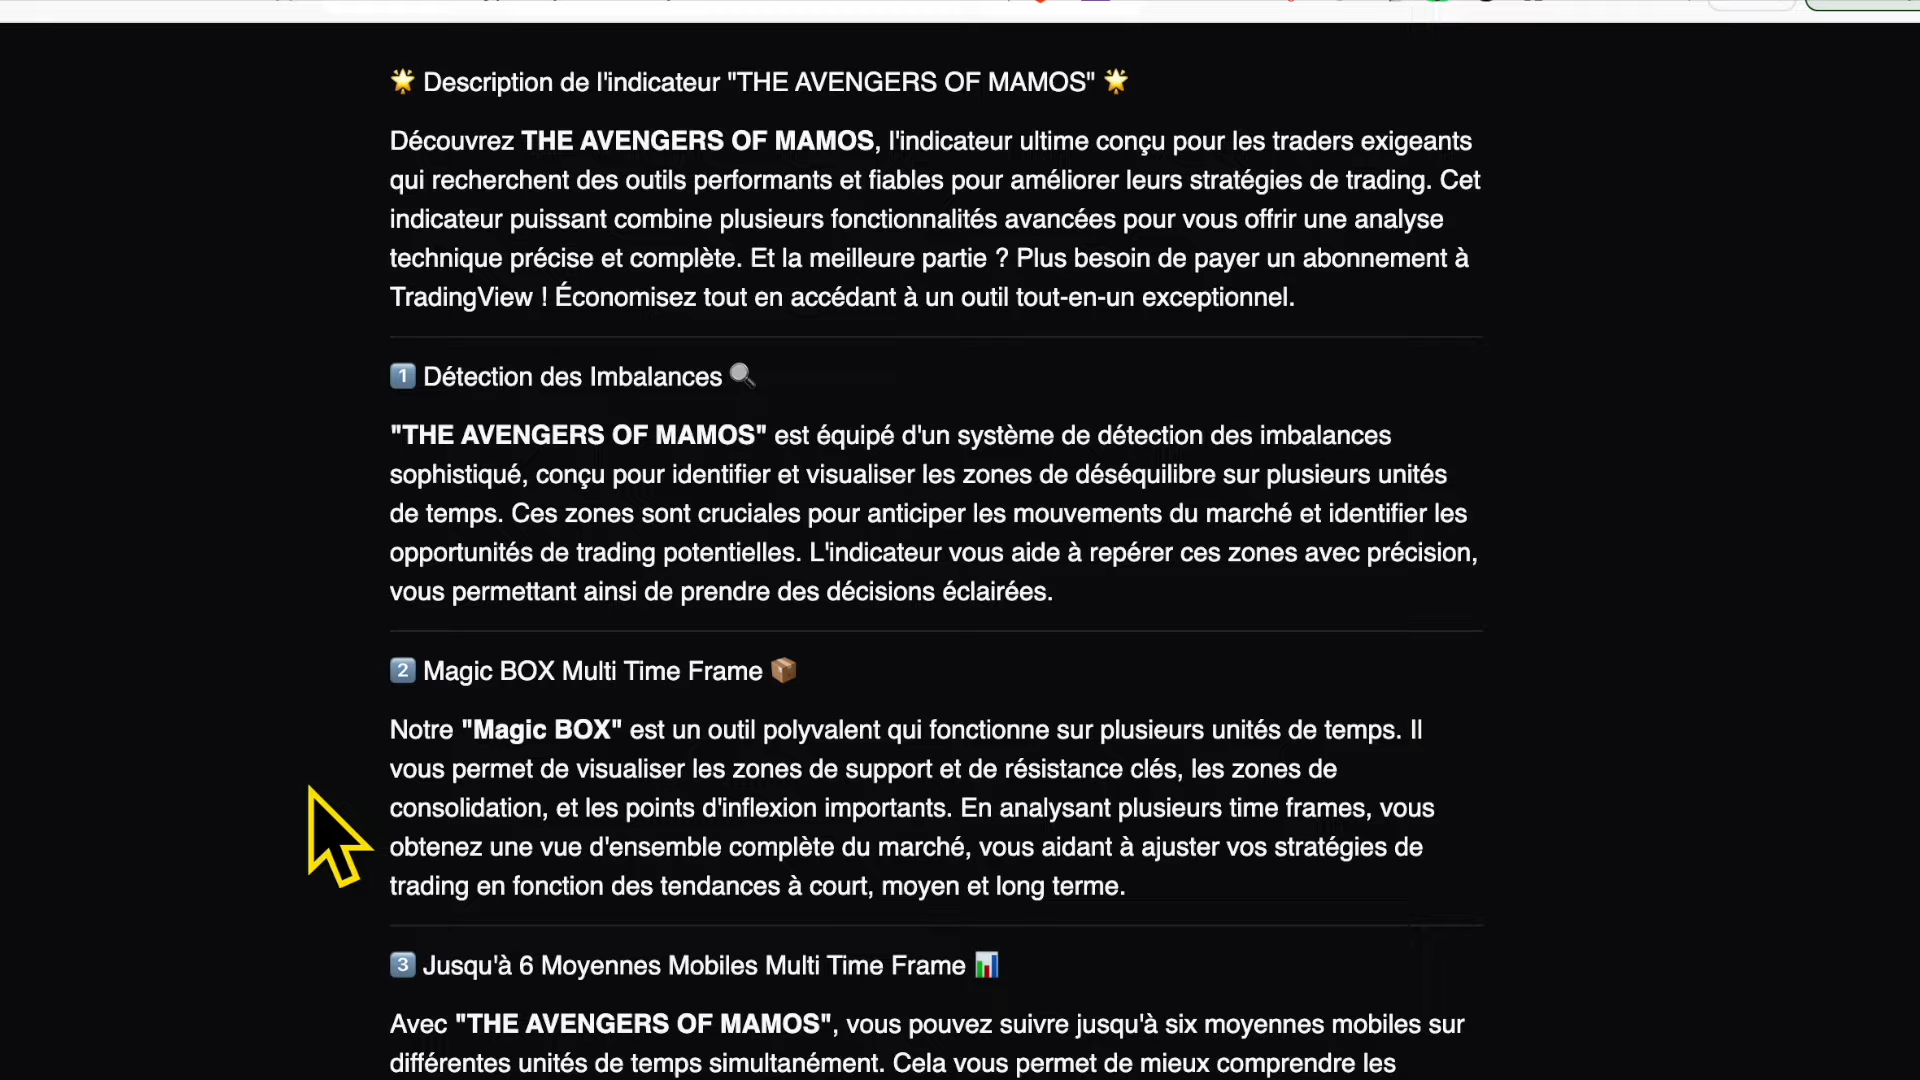 🌟 Description de l'indicateur "THE AVENGERS OF MAMOS" 🌟
Découvrez THE AVENGERS OF MAMOS, l'indicateur ultime conçu pour les traders exigeants
qui recherchent des outils performants et fiables pour améliorer leurs stratégies de trading. Cet
indicateur puissant combine plusieurs fonctionnalités avancées pour vous offrir une analyse
technique précise et complète. Et la meilleure partie ? Plus besoin de payer un abonnement à
TradingView ! Économisez tout en accédant à un outil tout-en-un exceptionnel.
1️⃣ Détection des Imbalances 🔍
"THE AVENGERS OF MAMOS" est équipé d'un système de détection des imbalances
sophistiqué, conçu pour identifier et visualiser les zones de déséquilibre sur plusieurs unités
de temps. Ces zones sont cruciales pour anticiper les mouvements du marché et identifier les
opportunités de trading potentielles. L'indicateur vous aide à repérer ces zones avec précision,
vous permettant ainsi de prendre des décisions éclairées.
2️⃣ Magic BOX Multi Time Frame 📦
Notre "Magic BOX" est un outil polyvalent qui fonctionne sur plusieurs unités de temps. Il
vous permet de visualiser les zones de support et de résistance clés, les zones de
consolidation, et les points d'inflexion importants. En analysant plusieurs time frames, vous
obtenez une vue d'ensemble complète du marché, vous aidant à ajuster vos stratégies de
trading en fonction des tendances à court, moyen et long terme.
3️⃣ Jusqu'à 6 Moyennes Mobiles Multi Time Frame 📊
Avec "THE AVENGERS OF MAMOS", vous pouvez suivre jusqu'à six moyennes mobiles sur
différentes unités de temps simultanément. Cela vous permet de mieux comprendre les